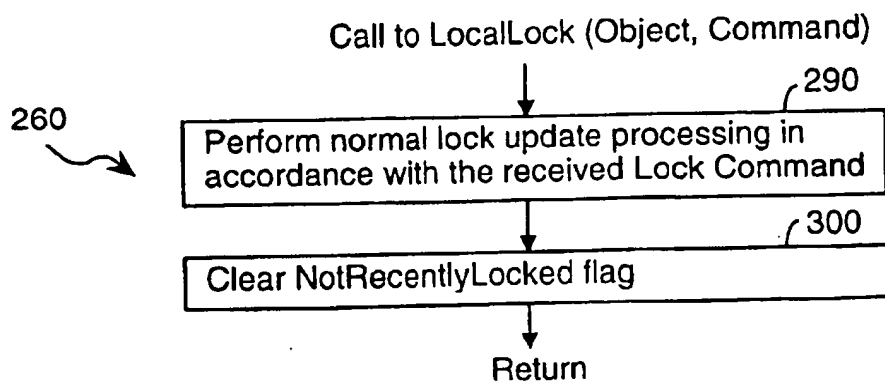 Call to LocalLock (Object, Command)
290
260
Perform normal lock update processing in
accordance with the received Lock Command
300
Clear NotRecentlyLocked flag
Return